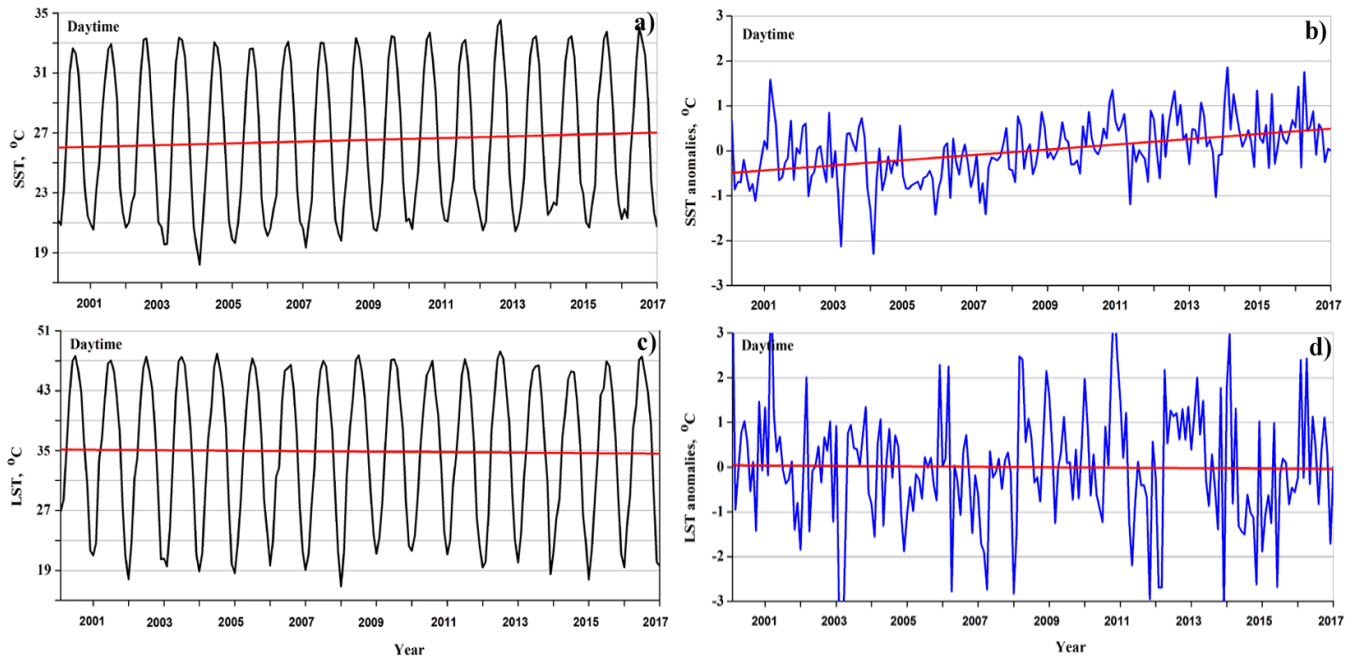 a)
Daytime
SST, °C
35
31
27
23
19
2001 2003 2005 2007 2009 2011 2013 2015 2017
b)
Daytime
SST anomalies, °C
3
2
1
0
-1
-2
-3
2001 2003 2005 2007 2009 2011 2013 2015 2017
c)
Daytime
LST, °C
51
43
35
27
19
2001 2003 2005 2007 2009 2011 2013 2015 2017
Year
d)
Daytime
LST anomalies, °C
3
2
1
0
-1
-2
-3
2001 2003 2005 2007 2009 2011 2013 2015 2017
Year